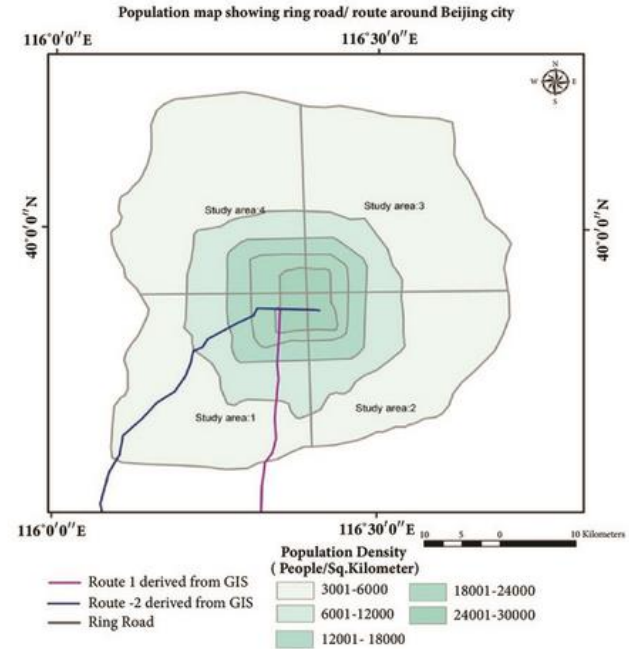 Population map showing ring road/ route around Beijing city
116°0'0"E 116°30'0"E
N
W E
S
40°0'0"N 40°0'0"N
Study area:4 Study area:3
Study area:1 Study area:2
116°0'0"E 116°30'0"E
10 5 0 10 Kilometers
Population Density
( People/Sq.Kilometer)
Route 1 derived from GIS
Route -2 derived from GIS
Ring Road
3001-6000 18001-24000
6001-12000 24001-30000
12001- 18000